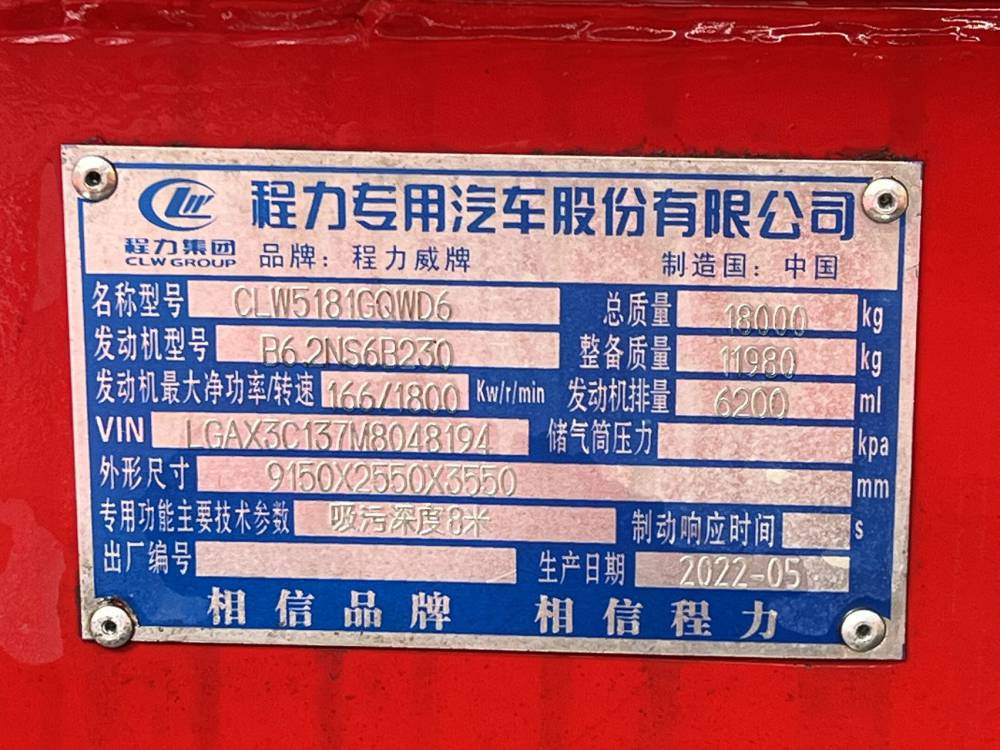 程力专用汽车股份有限公司
程力集团
CLW GROUP
品牌：程力威牌 制造国：中国
名称型号 CLW5181GQWD6 总质量 18000 kg
发动机型号 B6.2NS6B230 整备质量 11980 kg
发动机最大净功率/转速 166/1800 Kw/r/min 发动机排量 6200 ml
VIN LGAX3C137M8048194 储气筒压力 kpa
外形尺寸 9150X2550X3550 mm
专用功能主要技术参数 吸污深度8米 制动响应时间 s
出厂编号 生产日期 2022-05
相信品牌 相信程力